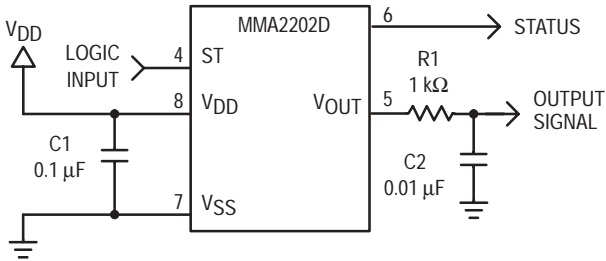 VDD
MMA2202D
6
STATUS
LOGIC
INPUT
4
ST
R1
1 kΩ
8
VDD
VOUT
5
OUTPUT
SIGNAL
C1
0.1 μF
C2
0.01 μF
7
VSS